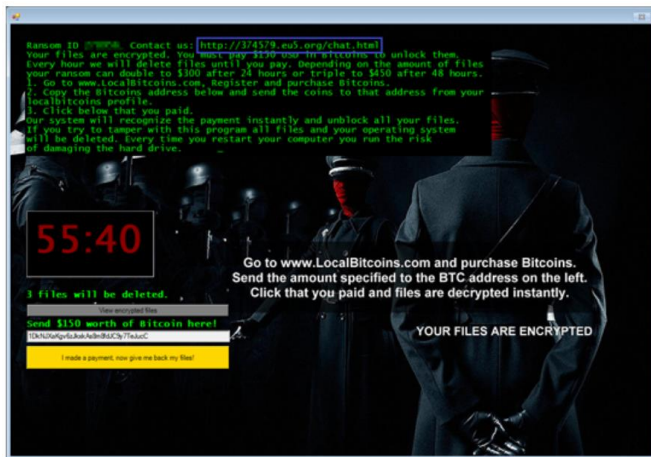 Ransom ID Contact us: http://374579.eu5.org/chat.html
Your files are encrypted. You must pay $150 USD in Bitcoins to unlock them.
Every hour we will delete files until you pay. Depending on the amount of files
your ransom can double to $300 after 24 hours or triple to $450 after 48 hours.
1. Go to www.LocalBitcoins.com, Register and purchase Bitcoins.
2. Copy the Bitcoins address below and send the coins to that address from your
localbitcoins profile.
3. Click below that you paid.
Our system will recognize the payment instantly and unblock all your files.
If you try to tamper with this program all files and your operating system
will be deleted. Every time you restart your computer you run the risk
of damaging the hard drive.
55:40
Go to www.LocalBitcoins.com and purchase Bitcoins.
Send the amount specified to the BTC address on the left.
Click that you paid and files are decrypted instantly.
3 files will be deleted.
View encrypted files
Send $150 worth of Bitcoin here!
YOUR FILES ARE ENCRYPTED
I made a payment, now give me back my files!